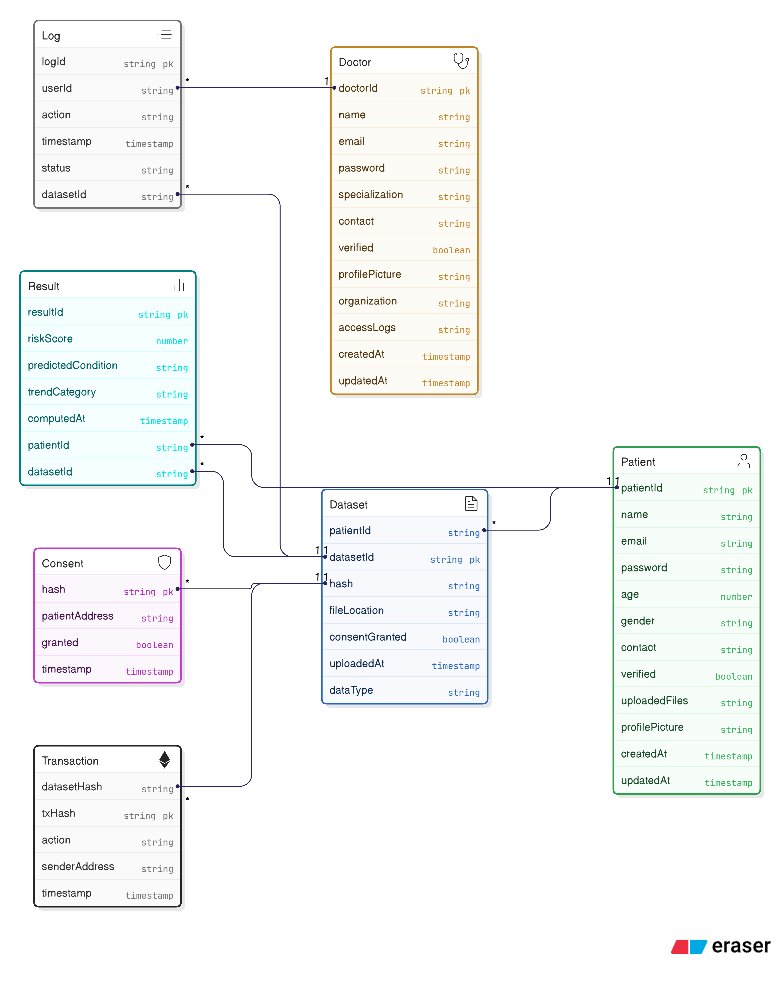 Log
logId string pk
userId string
action string
timestamp timestamp
status string
datasetId string
*
*
1
Doctor
doctorId string pk
name string
email string
password string
specialization string
contact string
verified boolean
profilePicture string
organization string
accessLogs string
createdAt timestamp
updatedAt timestamp
Result
resultId string pk
riskScore number
predictedCondition string
trendCategory string
computedAt timestamp
patientId string
datasetId string
*
*
Dataset
patientId string
datasetId string pk
hash string
fileLocation string
consentGranted boolean
uploadedAt timestamp
dataType string
*
1 1
1 1
Patient
patientId string pk
name string
email string
password string
age number
gender string
contact string
verified boolean
uploadedFiles string
profilePicture string
createdAt timestamp
updatedAt timestamp
1 1
Consent
hash string pk
patientAddress string
granted boolean
timestamp timestamp
*
Transaction
datasetHash string
txHash string pk
action string
senderAddress string
timestamp timestamp
*
eraser